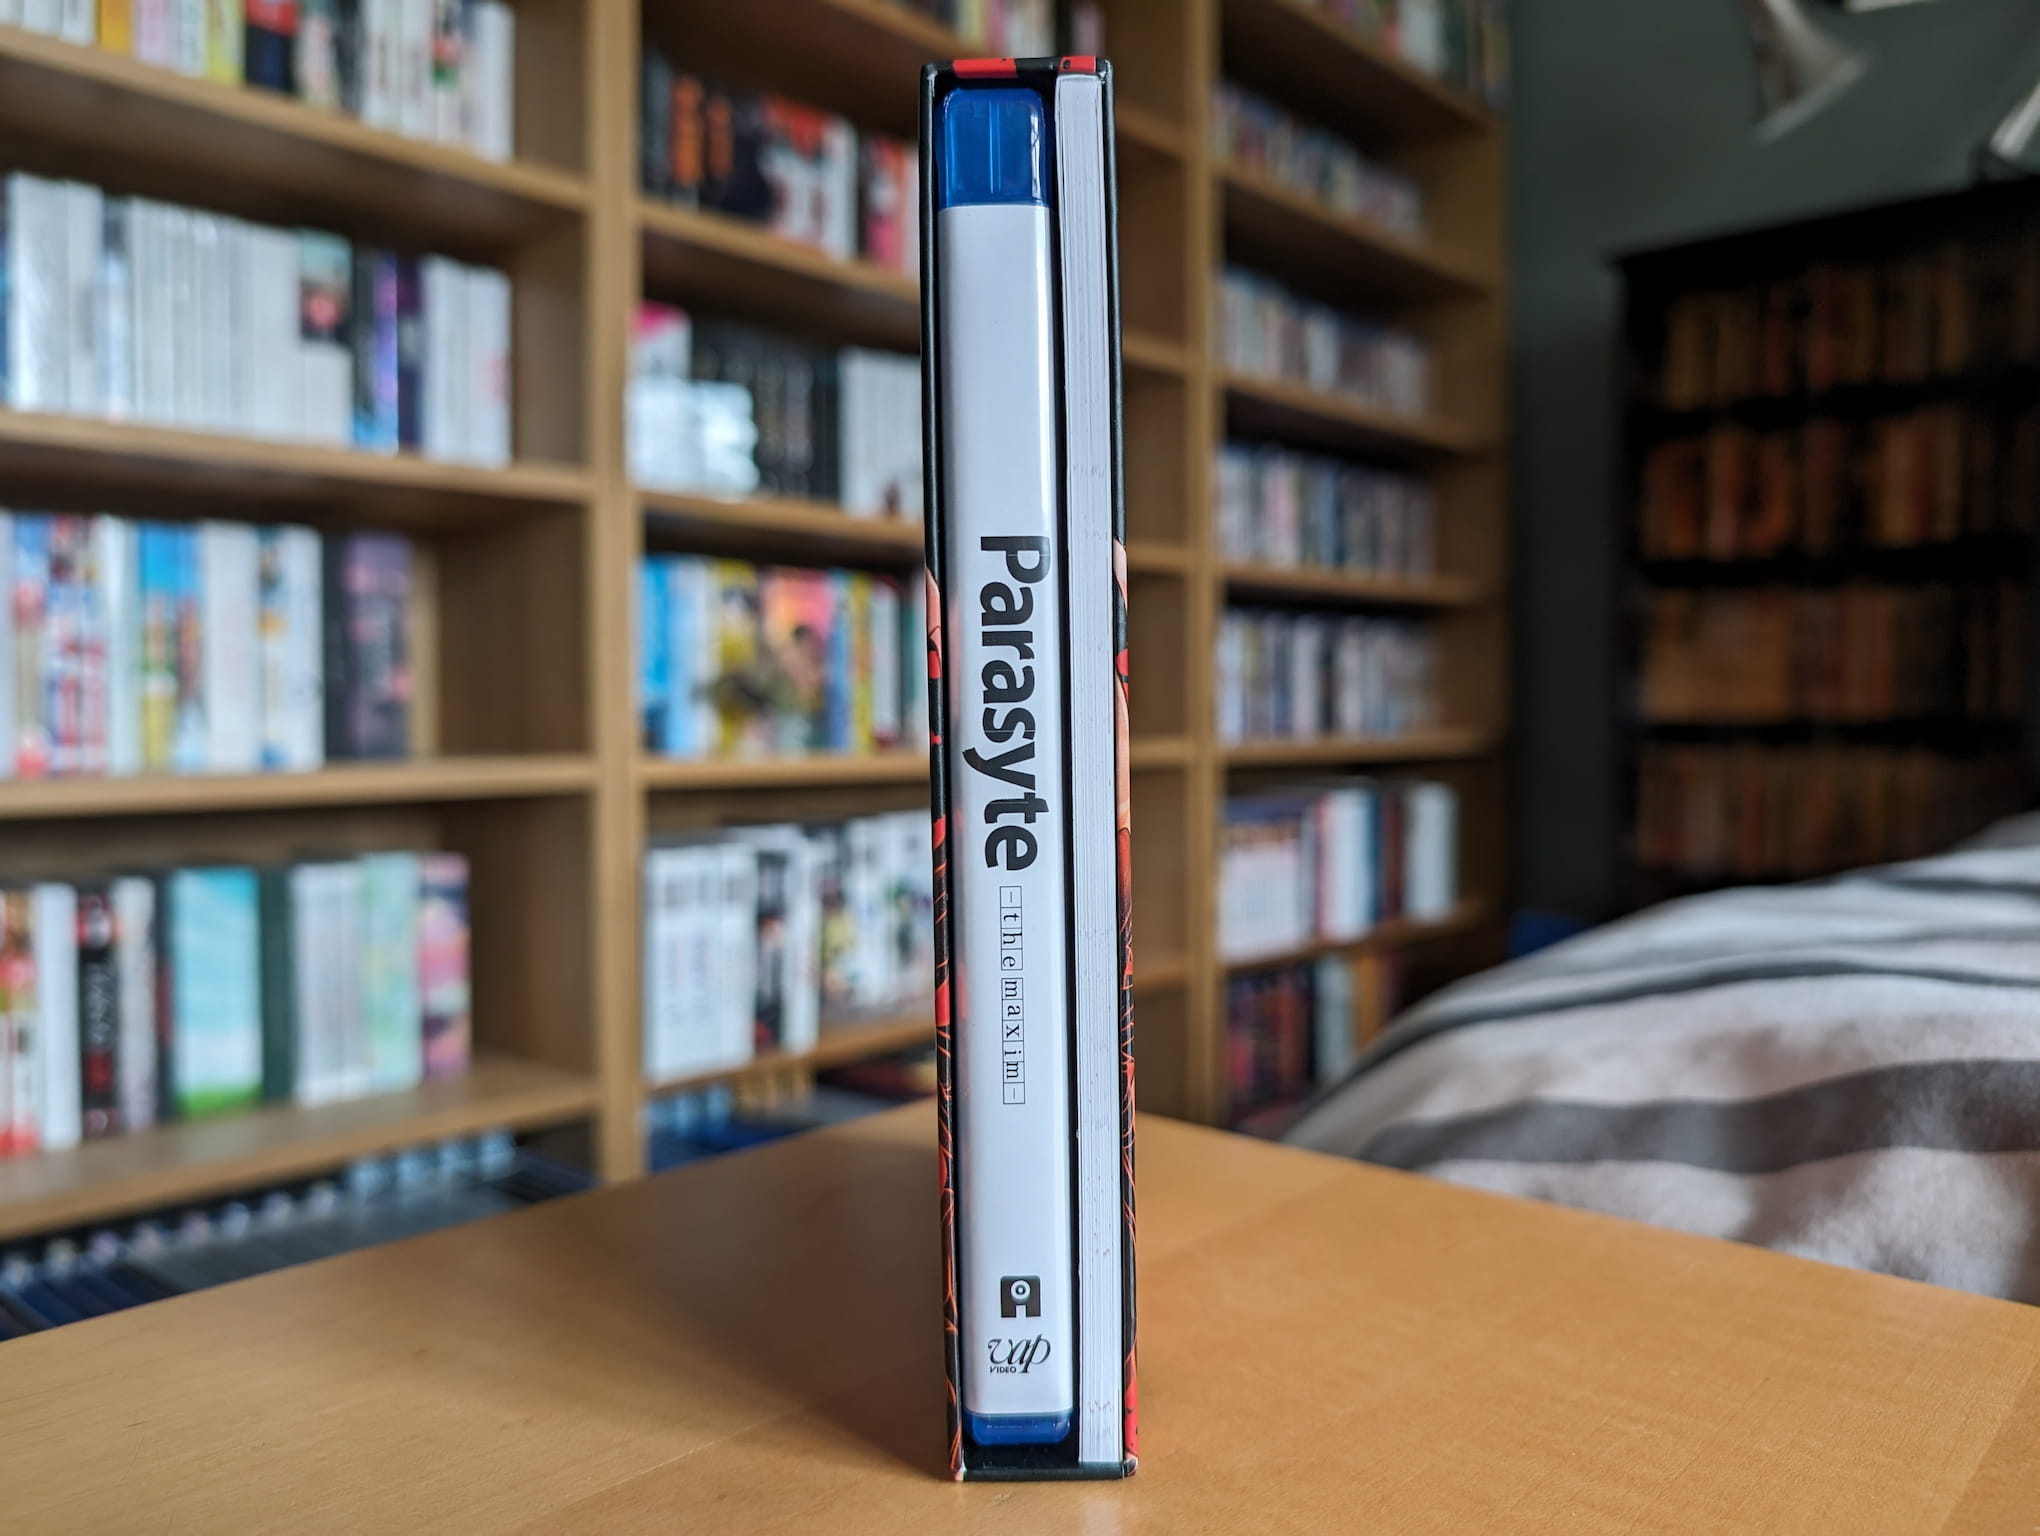 Parasyte
-the maxim-
vap
VIDEO